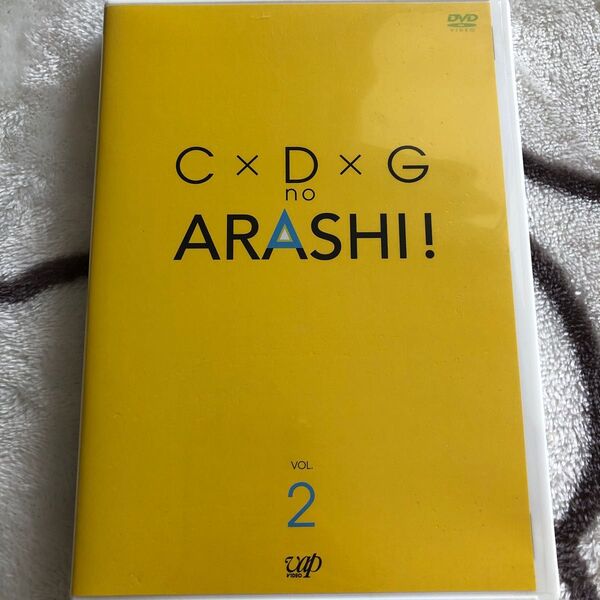 DVD
VIDEO
C × D × G
no
ARASHI!
VOL.
2
vap
VIDEO